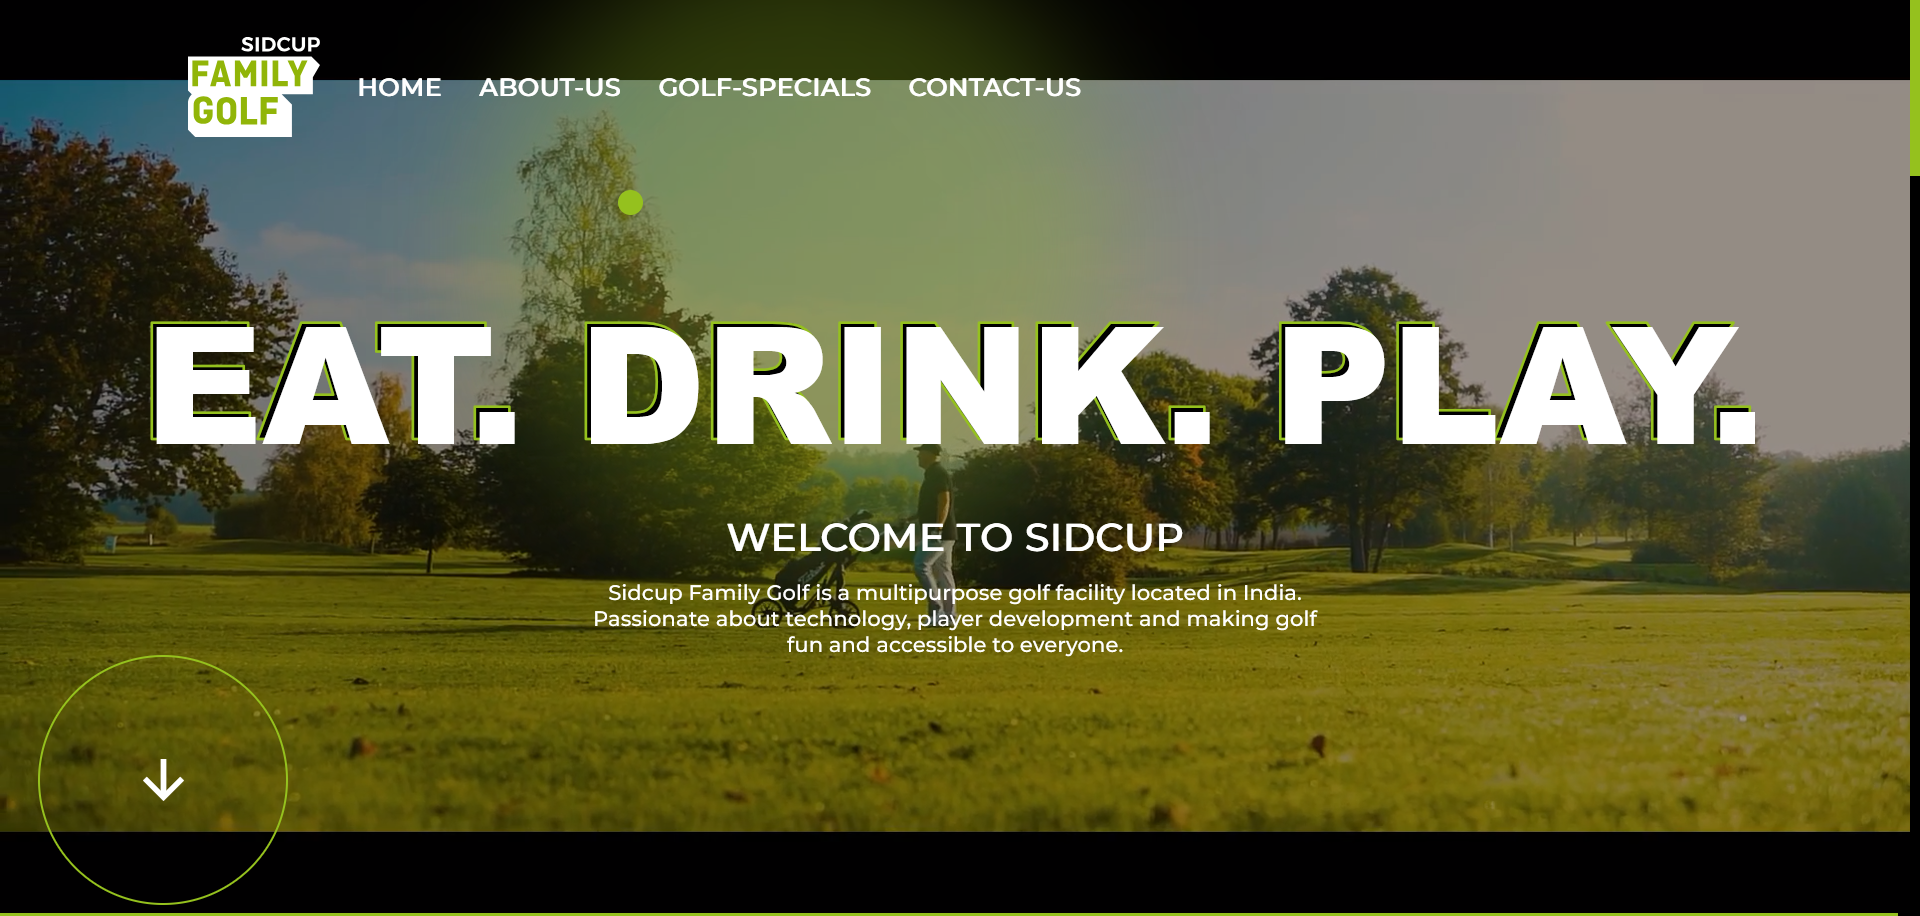 SIDCUP
FAMILY
GOLF
HOME ABOUT-US GOLF-SPECIALS CONTACT-US
EAT. DRINK. PLAY.
WELCOME TO SIDCUP
Sidcup Family Golf is a multipurpose golf facility located in India.
Passionate about technology, player development and making golf
fun and accessible to everyone.